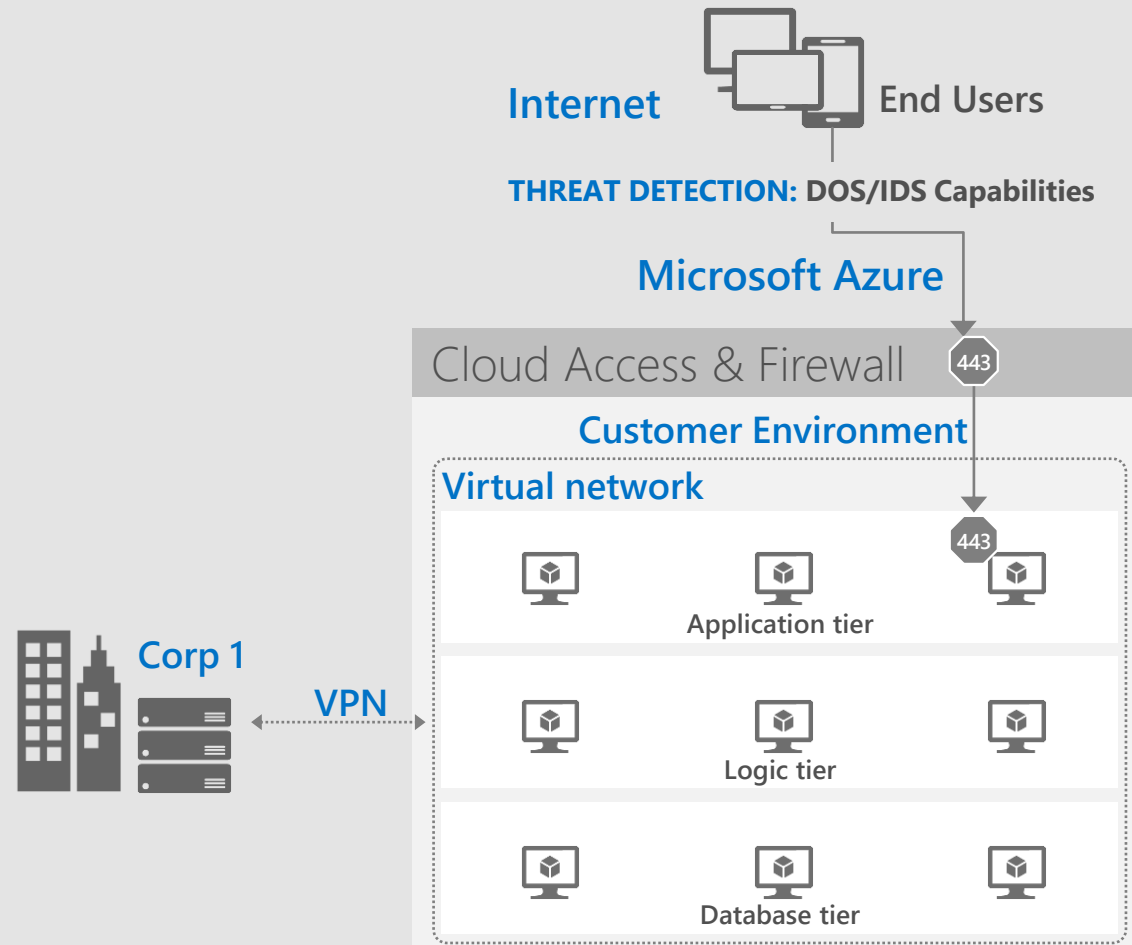 Internet
End Users
THREAT DETECTION: DOS/IDS Capabilities
Microsoft Azure
Cloud Access & Firewall
443
Customer Environment
Virtual network
443
Application tier
Corp 1
VPN
Logic tier
Database tier